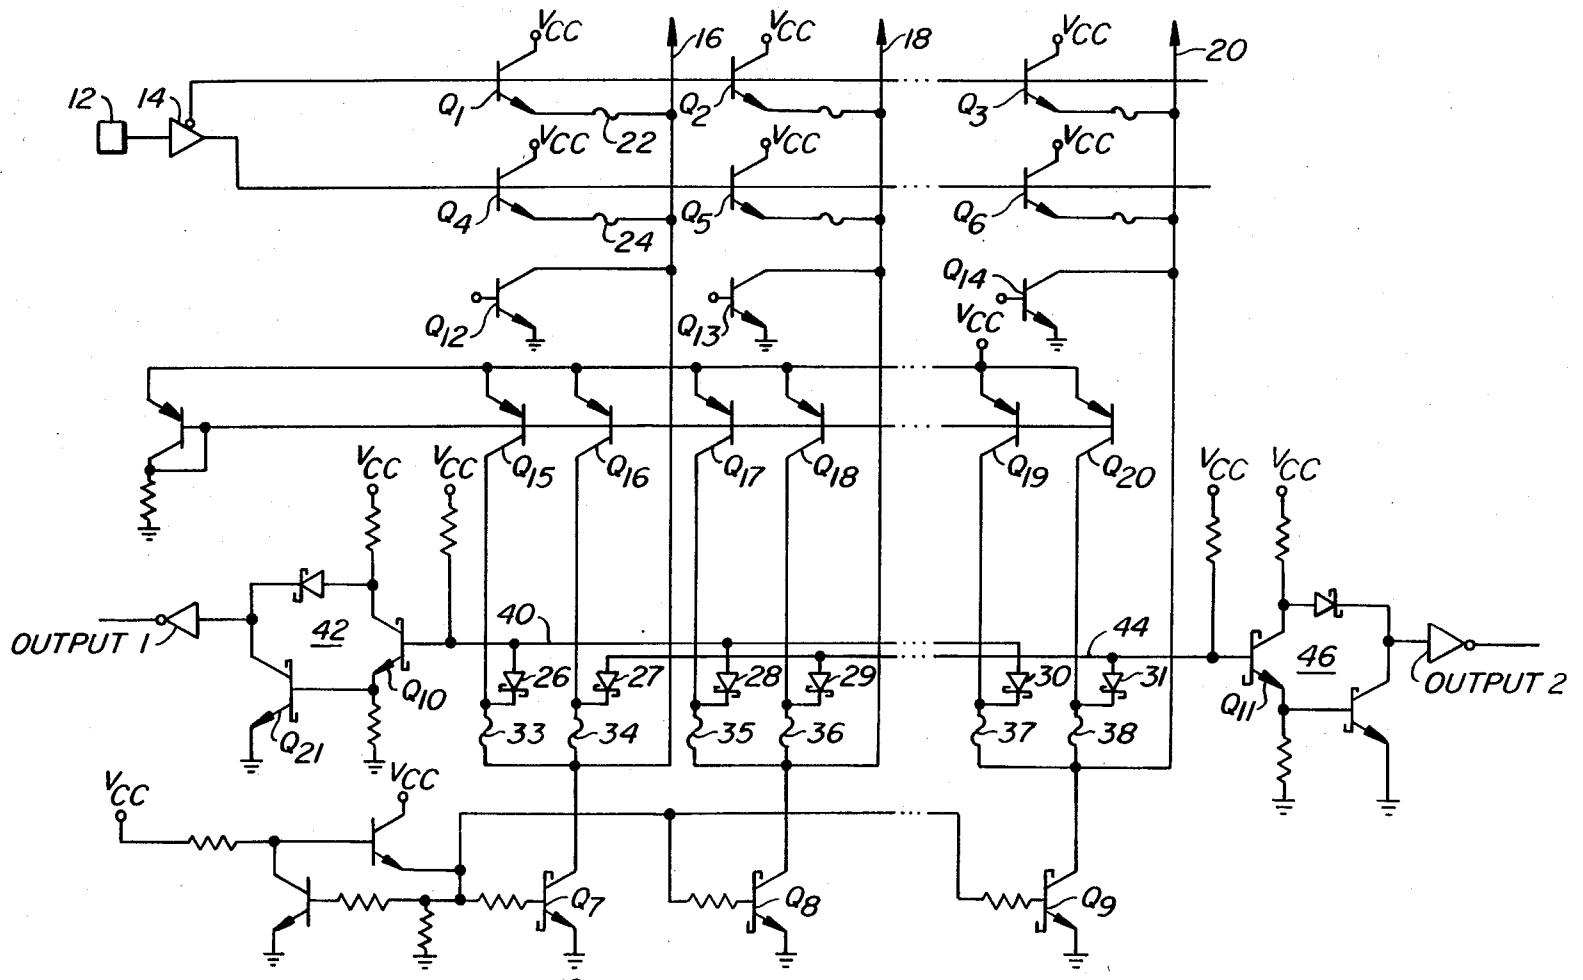 VCC 16 VCC 18 VCC 20
12 14 Q1 Q2 Q3
VCC 22 VCC VCC
Q4 24 Q5 Q6
Q12 Q13 Q14 VCC
VCC VCC Q15 Q16 Q17 Q18 Q19 Q20 VCC VCC
OUTPUT 1 42 40 44 46 OUTPUT 2
Q10 26 27 28 29 30 31 Q11
Q21 33 34 35 36 37 38
VCC VCC
Q7 Q8 Q9